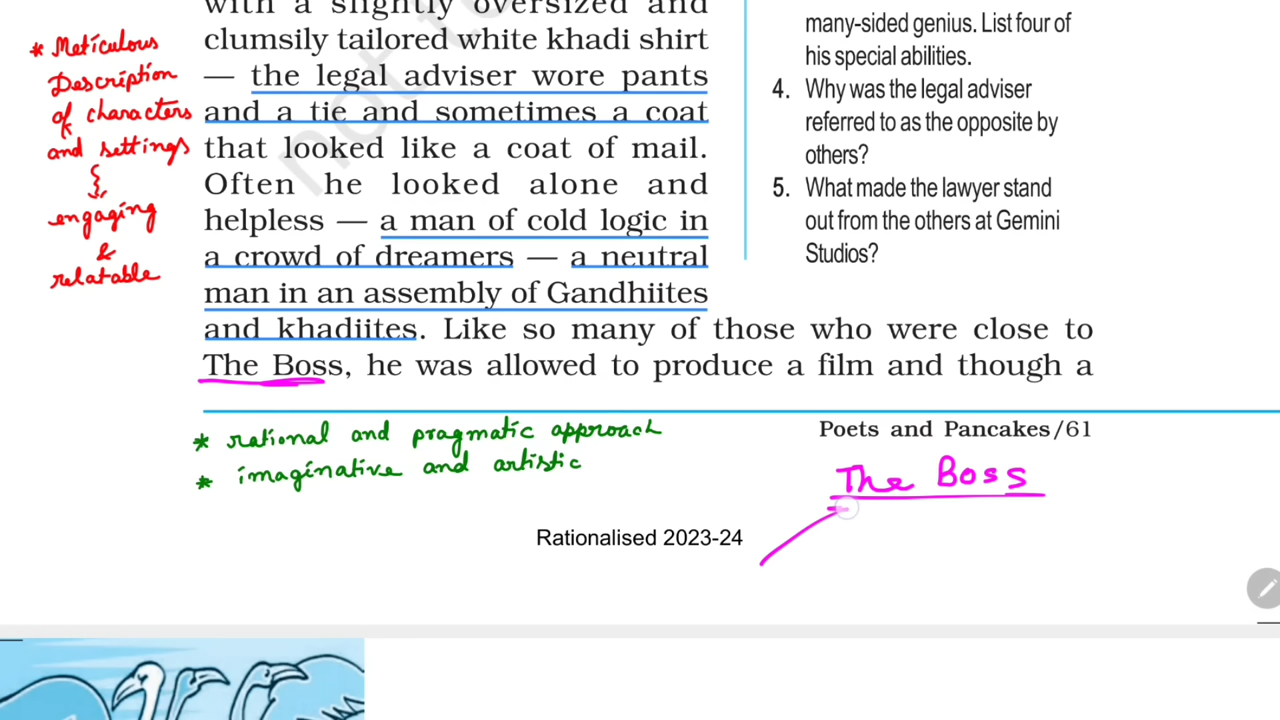 with a slightly oversized and
clumsily tailored white khadi shirt
— the legal adviser wore pants
and a tie and sometimes a coat
that looked like a coat of mail.
Often he looked alone and
helpless — a man of cold logic in
a crowd of dreamers — a neutral
man in an assembly of Gandhiites
and khadiites. Like so many of those who were close to
The Boss, he was allowed to produce a film and though a
* Meticulous
Description
of characters
and settings
engaging
&
relatable
many-sided genius. List four of
his special abilities.
4. Why was the legal adviser
referred to as the opposite by
others?
5. What made the lawyer stand
out from the others at Gemini
Studios?
* rational and pragmatic approach
* imaginative and artistic
Poets and Pancakes/61
The Boss
Rationalised 2023-24